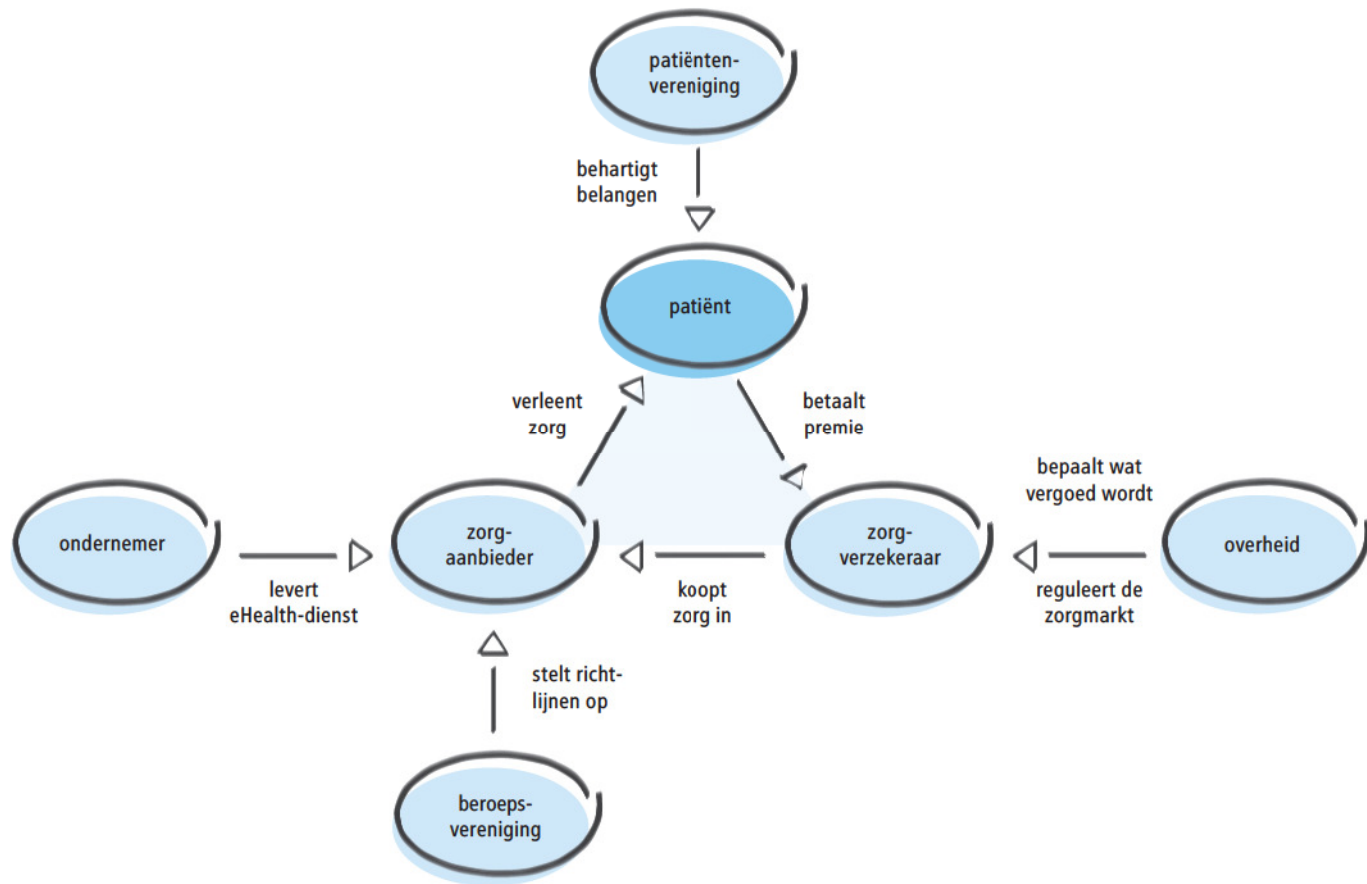 patiënten-
vereniging
behartigt
belangen
patiënt
verleent
zorg
betaalt
premie
bepaalt wat
vergoed wordt
ondernemer
zorg-
aanbieder
zorg-
verzekeraar
overheid
levert
eHealth-dienst
koopt
zorg in
reguleert de
zorgmarkt
stelt richt-
lijnen op
beroeps-
vereniging